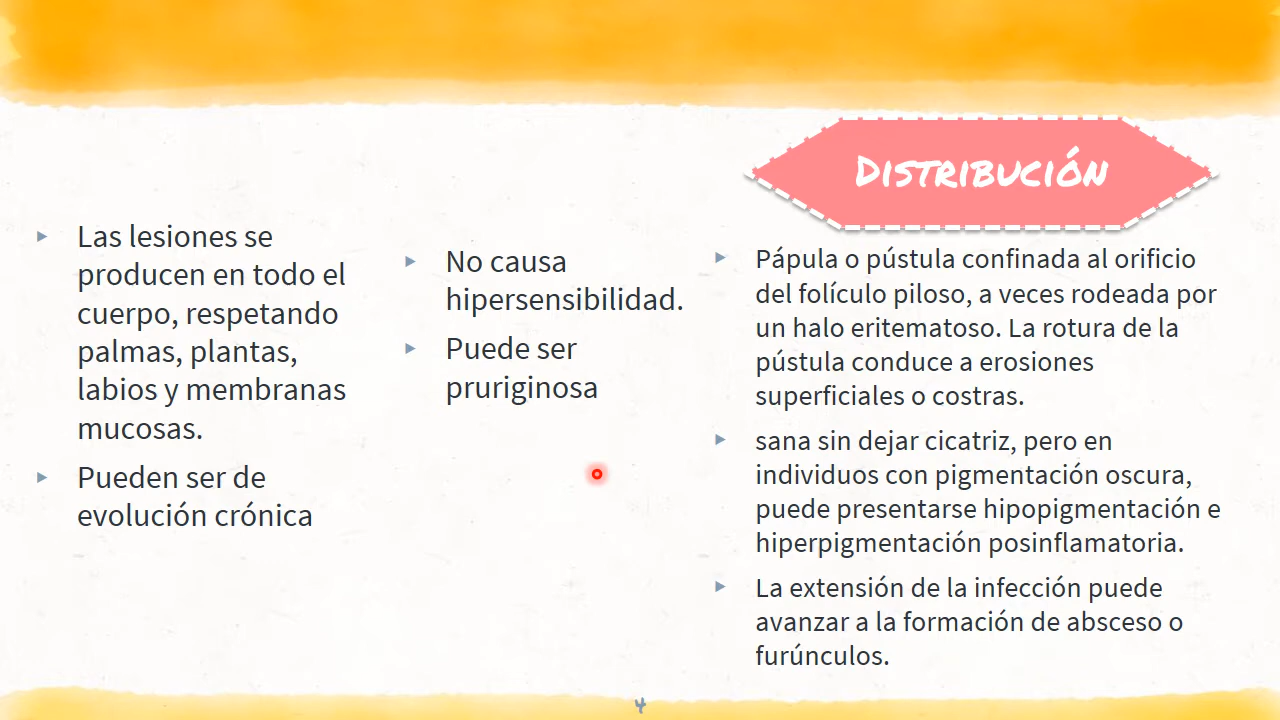 Distribución
Las lesiones se
producen en todo el
cuerpo, respetando
palmas, plantas,
labios y membranas
mucosas.
Pueden ser de
evolución crónica
No causa
hipersensibilidad.
Puede ser
pruriginosa
Pápula o pústula confinada al orificio
del folículo piloso, a veces rodeada por
un halo eritematoso. La rotura de la
pústula conduce a erosiones
superficiales o costras.
sana sin dejar cicatriz, pero en
individuos con pigmentación oscura,
puede presentarse hipopigmentación e
hiperpigmentación posinflamatoria.
La extensión de la infección puede
avanzar a la formación de absceso o
furúnculos.
4